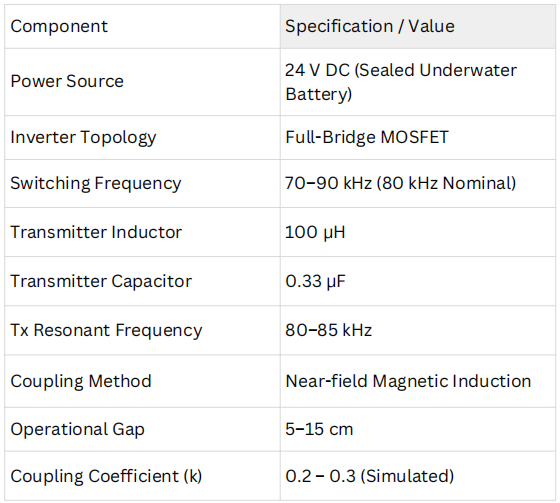 Component
Specification / Value
Power Source
24 V DC (Sealed Underwater
Battery)
Inverter Topology
Full-Bridge MOSFET
Switching Frequency
70–90 kHz (80 kHz Nominal)
Transmitter Inductor
100 µH
Transmitter Capacitor
0.33 µF
Tx Resonant Frequency
80–85 kHz
Coupling Method
Near-field Magnetic Induction
Operational Gap
5–15 cm
Coupling Coefficient (k)
0.2 – 0.3 (Simulated)